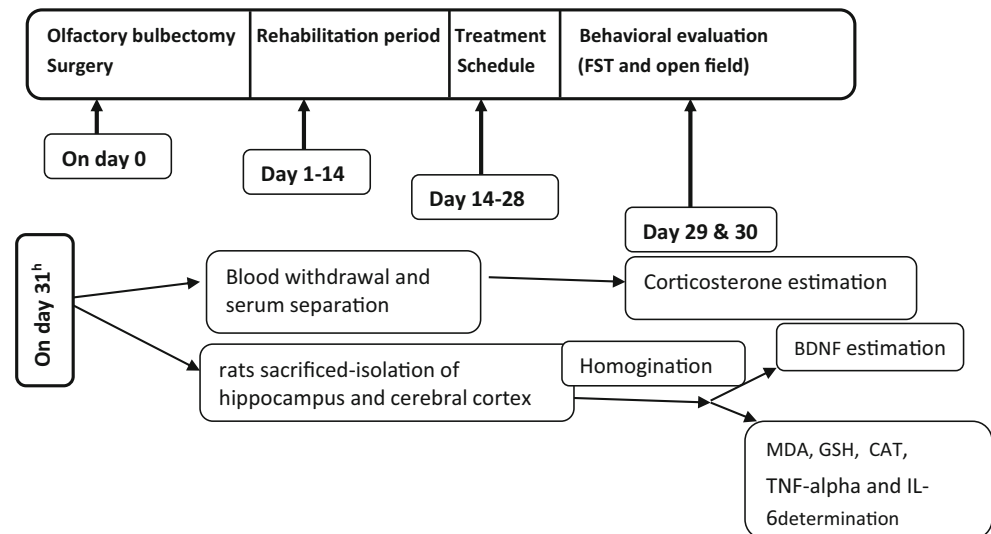 Olfactory bulbectomy
Surgery
Rehabilitation period
Treatment
Schedule
Behavioral evaluation
(FST and open field)
On day 0
Day 1-14
Day 14-28
Day 29 & 30
On day 31h
Blood withdrawal and
serum separation
Corticosterone estimation
rats sacrificed-isolation of
hippocampus and cerebral cortex
Homogination
BDNF estimation
MDA, GSH, CAT,
TNF-alpha and IL-
6determination